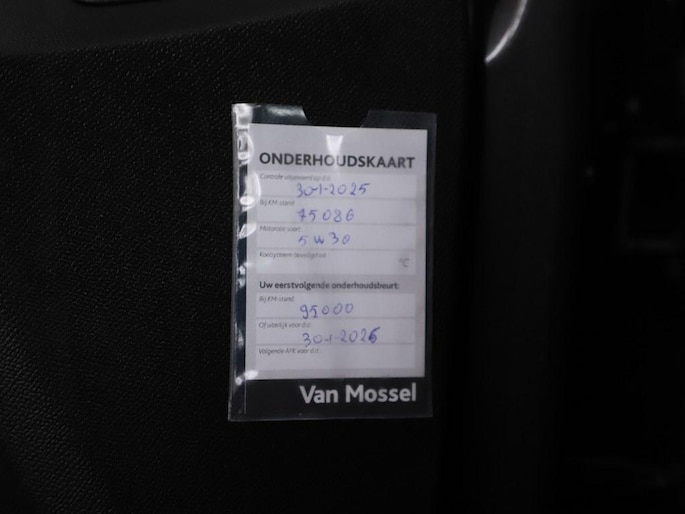 ONDERHOUDSKAART
Controle uitgevoerd op d.d.
30-1-2025
Bij KM-stand
75086
Motorolie-soort
5W30
Koelsysteem beveiligd tot
°C
Uw eerstvolgende onderhoudsbeurt:
Bij KM-stand
95000
Of uiterlijk voor d.d.
30-1-2026
Volgende APK voor d.d.
Van Mossel